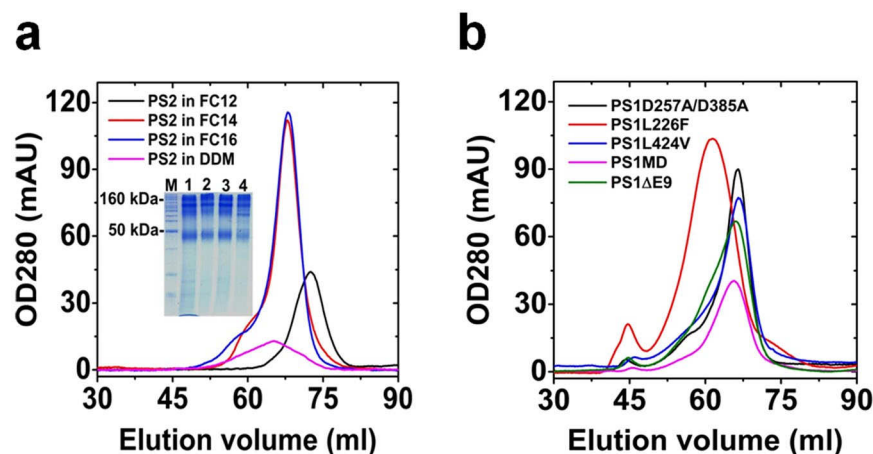 a
120
90
60
30
0
OD280 (mAU)
PS2 in FC12
PS2 in FC14
PS2 in FC16
PS2 in DDM
M 1 2 3 4
160 kDa-
50 kDa-
30 45 60 75 90
Elution volume (ml)
b
120
90
60
30
0
OD280 (mAU)
PS1D257A/D385A
PS1L226F
PS1L424V
PS1MD
PS1ΔE9
30 45 60 75 90
Elution volume (ml)